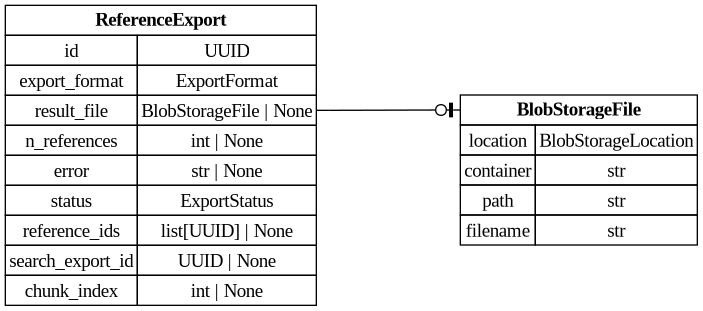 ReferenceExport
id UUID
export_format ExportFormat
result_file BlobStorageFile | None
n_references int | None
error str | None
status ExportStatus
reference_ids list[UUID] | None
search_export_id UUID | None
chunk_index int | None
BlobStorageFile
location BlobStorageLocation
container str
path str
filename str